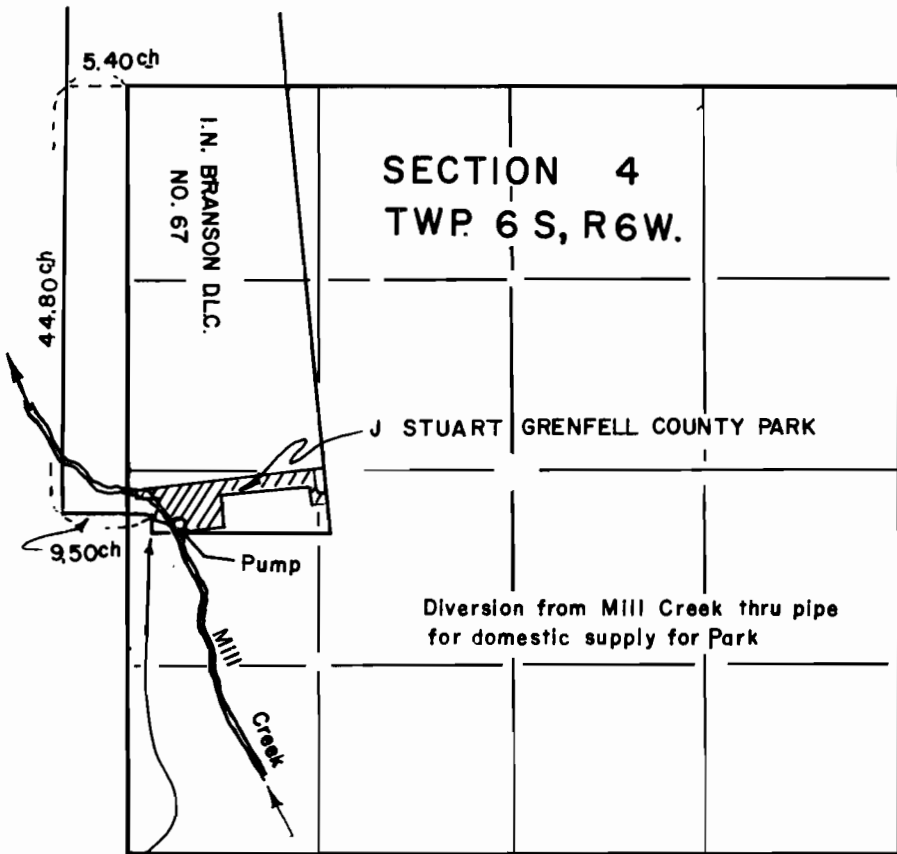 5.40ch
I.N. BRANSON D.L.C.
NO. 67
SECTION 4
TWP. 6 S, R6W.
44.80ch
J STUART GRENFELL COUNTY PARK
9.50ch
Pump
Diversion from Mill Creek thru pipe
for domestic supply for Park
Mill
Creek